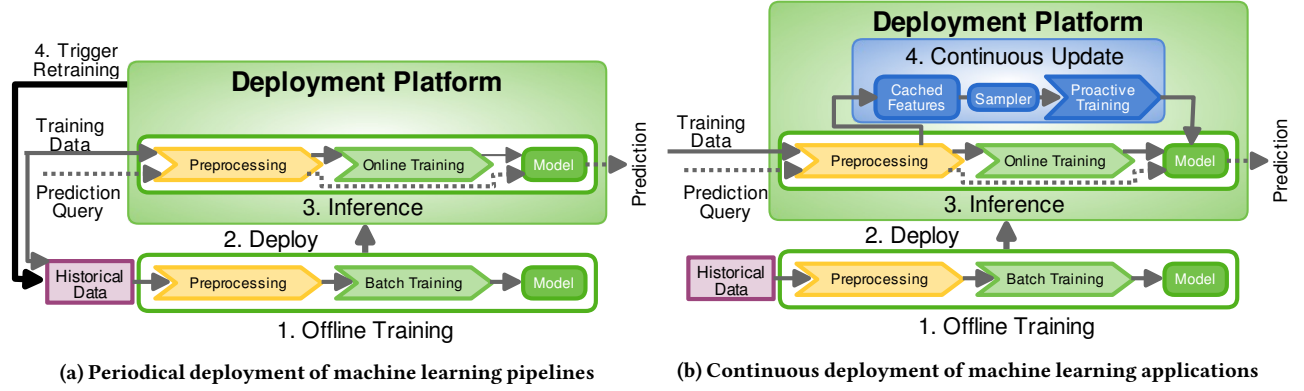 4. Trigger
Retraining
Deployment Platform
Training
Data
Preprocessing
Online Training
Model
Prediction
Prediction
Query
3. Inference
2. Deploy
Historical
Data
Preprocessing
Batch Training
Model
1. Offline Training
(a) Periodical deployment of machine learning pipelines
Deployment Platform
4. Continuous Update
Cached
Features
Sampler
Proactive
Training
Training
Data
Preprocessing
Online Training
Model
Prediction
Prediction
Query
3. Inference
2. Deploy
Historical
Data
Preprocessing
Batch Training
Model
1. Offline Training
(b) Continuous deployment of machine learning applications